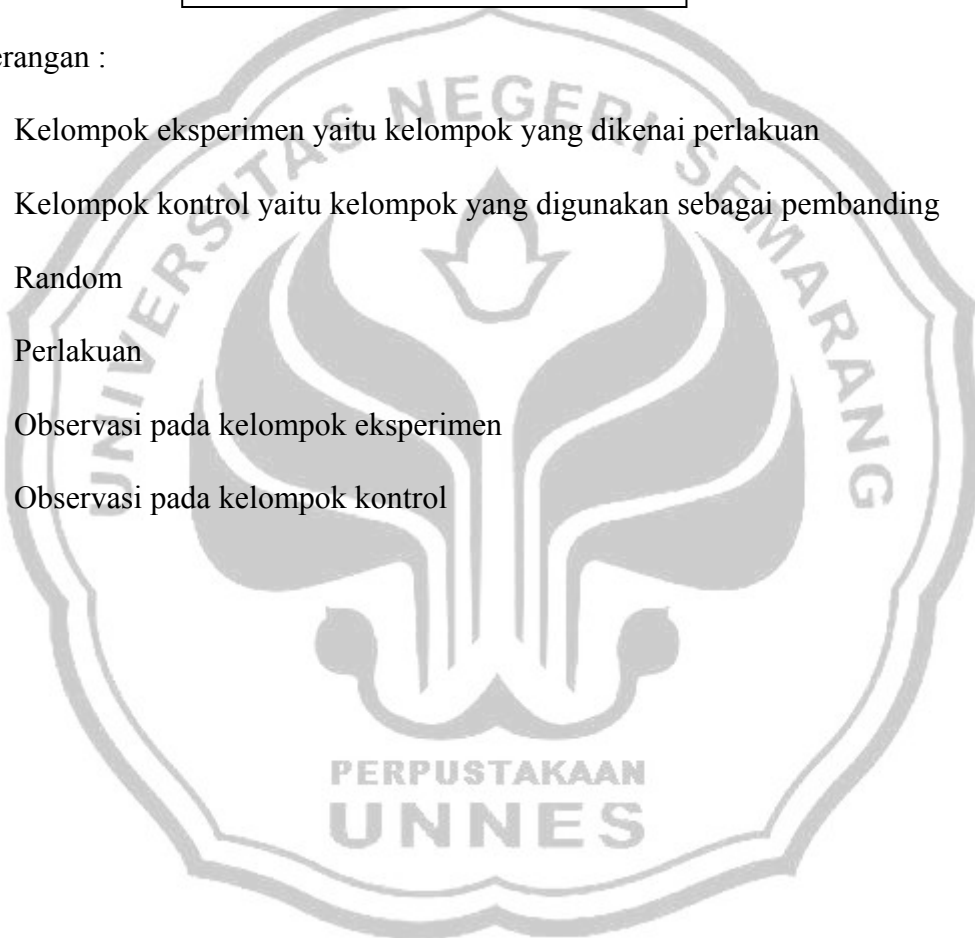 erangan :
Kelompok eksperimen yaitu kelompok yang dikenai perlakuan
Kelompok kontrol yaitu kelompok yang digunakan sebagai pembanding
Random
Perlakuan
Observasi pada kelompok eksperimen
Observasi pada kelompok kontrol
UNIVERSITAS NEGERI SEMARANG
PERPUSTAKAAN
UNNES